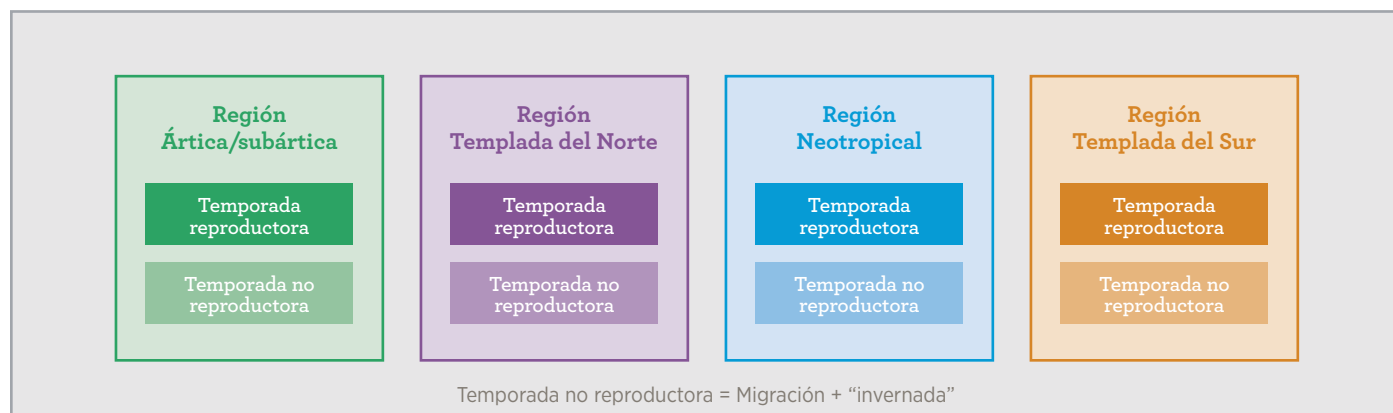 Región
Ártica/subártica
Temporada
reproductora
Temporada no
reproductora
Región
Templada del Norte
Temporada
reproductora
Temporada no
reproductora
Región
Neotropical
Temporada
reproductora
Temporada no
reproductora
Región
Templada del Sur
Temporada
reproductora
Temporada no
reproductora
Temporada no reproductora = Migración + “invernada”